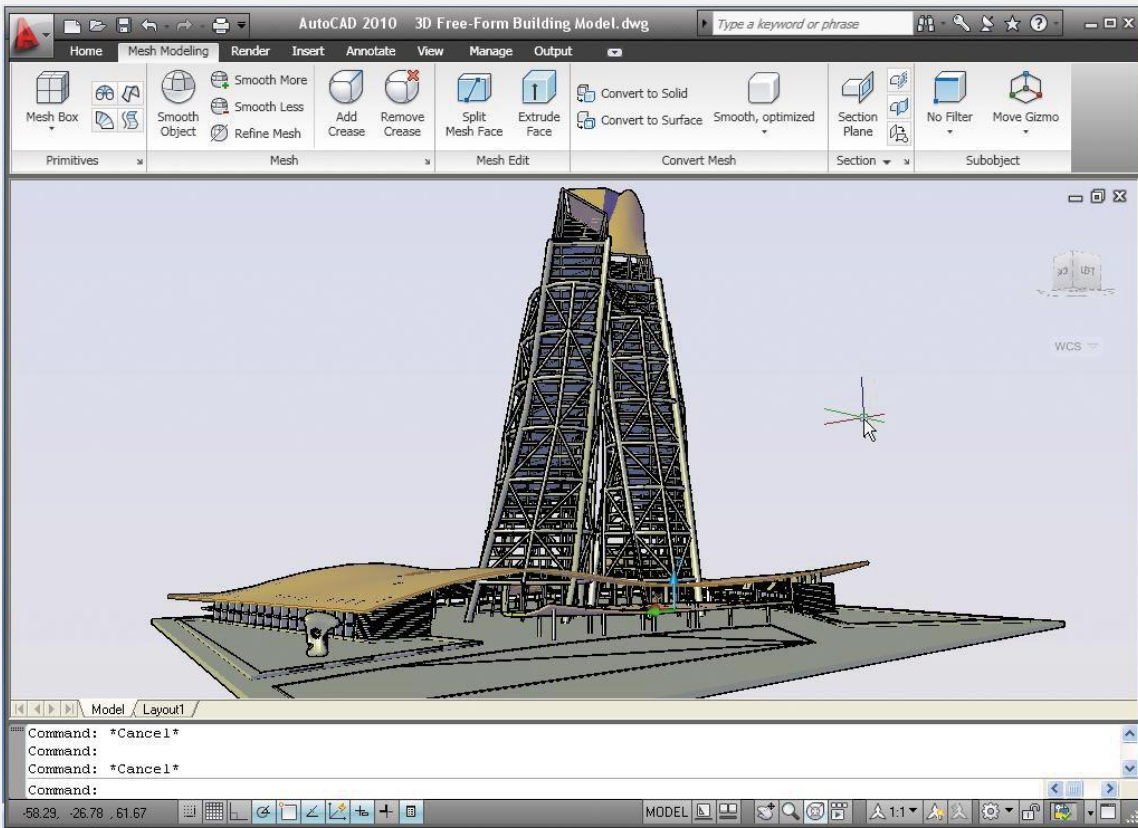 AutoCAD 2010 3D Free-Form Building Model.dwg
Type a keyword or phrase
Home Mesh Modeling Render Insert Annotate View Manage Output
Mesh Box
Smooth Object
Smooth More
Smooth Less
Refine Mesh
Add Crease
Remove Crease
Split Mesh Face
Extrude Face
Convert to Solid
Convert to Surface
Smooth, optimized
Section Plane
No Filter
Move Gizmo
Primitives
Mesh
Mesh Edit
Convert Mesh
Section
Subobject
WCS
Model
Layout1
Command: *Cancel*
Command:
Command: *Cancel*
Command:
-58.29, -26.78 , 61.67
MODEL
1:1